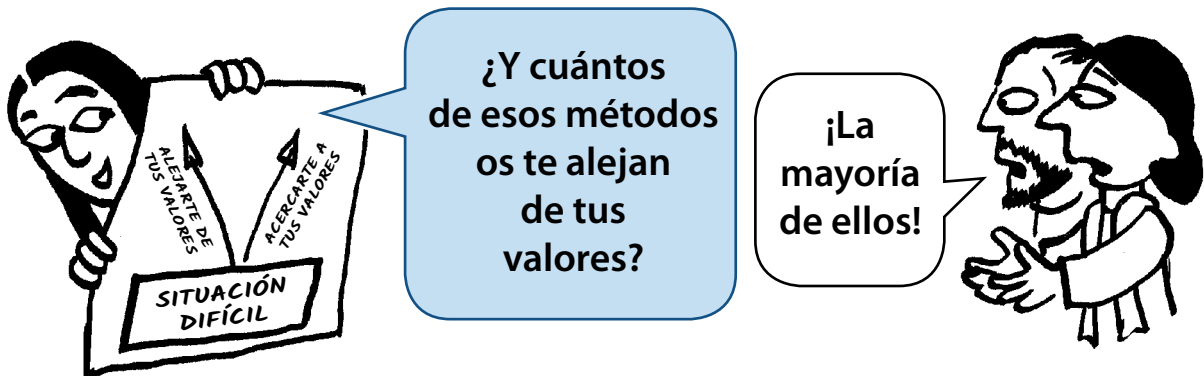 ALEJARTE DE
TUS VALORES
ACERCARTE A
TUS VALORES
SITUACIÓN
DIFÍCIL
¿Y cuántos
de esos métodos
os te alejan
de tus
valores?
¡La
mayoría
de ellos!